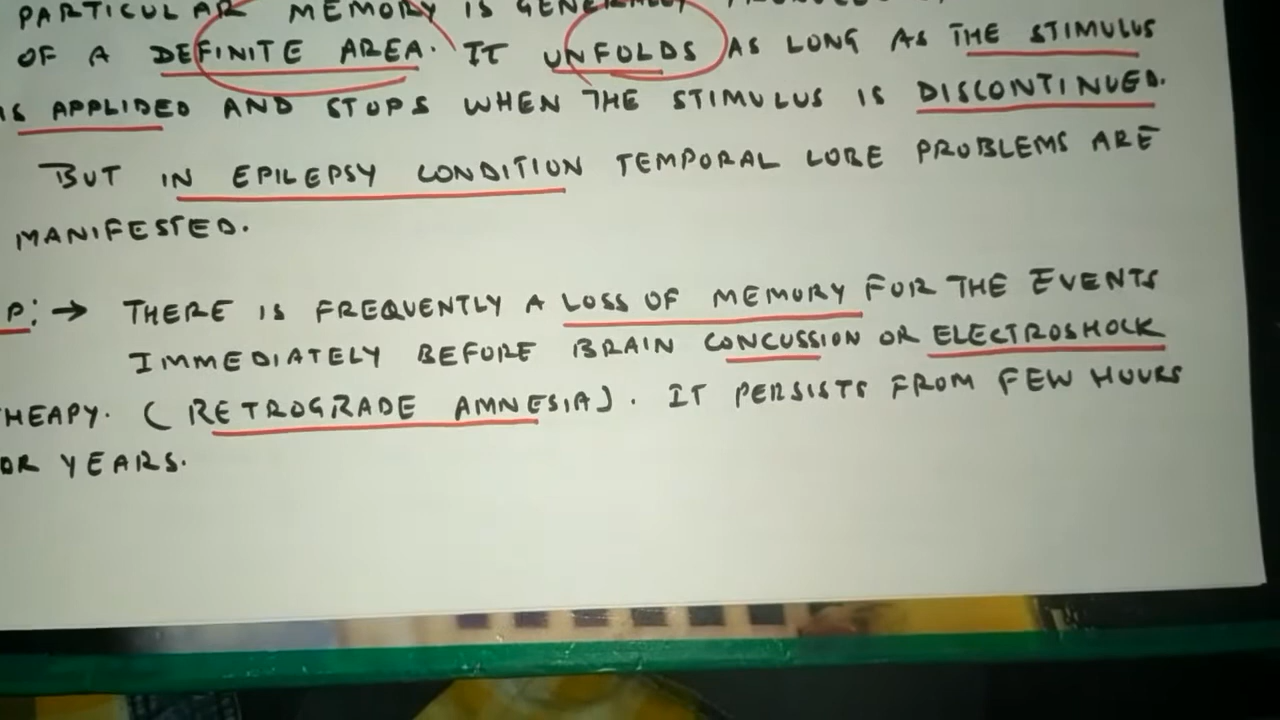 PARTICULAR MEMORY IS GENERALLY
OF A DEFINITE AREA. IT UNFOLDS AS LONG AS THE STIMULUS
IS APPLIDED AND STOPS WHEN THE STIMULUS IS DISCONTINUED.
BUT IN EPILEPSY CONDITION TEMPORAL LOBE PROBLEMS ARE
MANIFESTED.
P: → THERE IS FREQUENTLY A LOSS OF MEMORY FOR THE EVENTS
IMMEDIATELY BEFORE BRAIN CONCUSSION OR ELECTROSHOCK
THEAPY. (RETROGRADE AMNESIA). IT PERSISTS FROM FEW HOURS
OR YEARS.